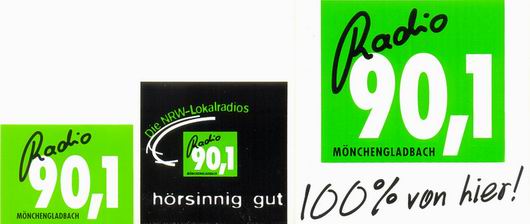 Radio
90,1
MÖNCHENGLADBACH
Die NRW-Lokalradios
Radio
90,1
MÖNCHENGLADBACH
hörsinnig gut
Radio
90,1
MÖNCHENGLADBACH
100% von hier!